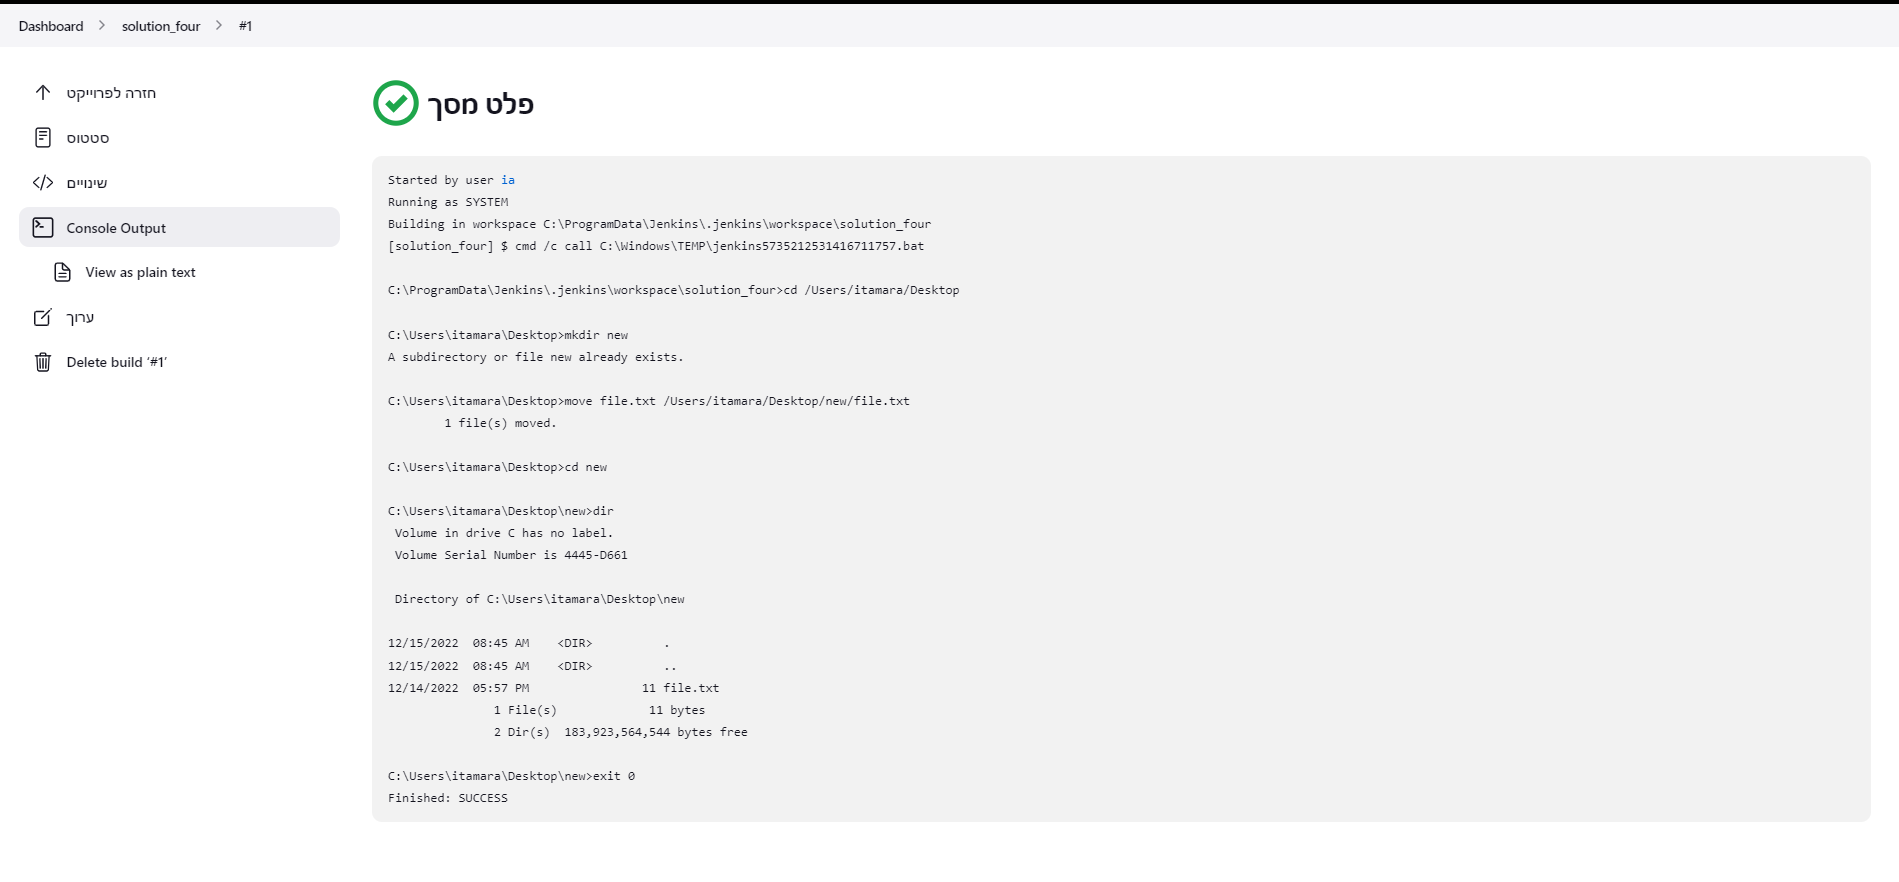 Dashboard > solution_four > #1
חזרה לפרוייקט
סטטוס
שינויים
Console Output
View as plain text
ערוך
Delete build ‘#1’
פלט מסך
Started by user ia
Running as SYSTEM
Building in workspace C:\ProgramData\Jenkins\.jenkins\workspace\solution_four
[solution_four] $ cmd /c call C:\Windows\TEMP\jenkins5735212531416711757.bat
C:\ProgramData\Jenkins\.jenkins\workspace\solution_four>cd /Users/itamara/Desktop
C:\Users\itamara\Desktop>mkdir new
A subdirectory or file new already exists.
C:\Users\itamara\Desktop>move file.txt /Users/itamara/Desktop/new/file.txt
1 file(s) moved.
C:\Users\itamara\Desktop>cd new
C:\Users\itamara\Desktop\new>dir
Volume in drive C has no label.
Volume Serial Number is 4445-D661
Directory of C:\Users\itamara\Desktop\new
12/15/2022  08:45 AM    <DIR>          .
12/15/2022  08:45 AM    <DIR>          ..
12/14/2022  05:57 PM                11 file.txt
1 File(s)             11 bytes
2 Dir(s)  183,923,564,544 bytes free
C:\Users\itamara\Desktop\new>exit 0
Finished: SUCCESS